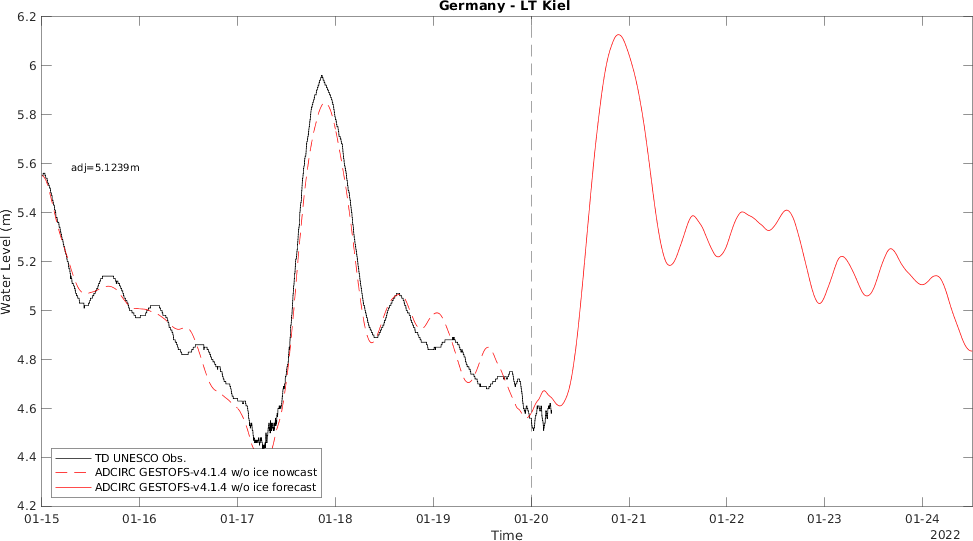 Germany - LT Kiel
6.2
6
5.8
5.6
5.4
5.2
5
4.8
4.6
4.4
4.2
Water Level (m)
adj=5.1239m
TD UNESCO Obs.
ADCIRC GESTOFS-v4.1.4 w/o ice nowcast
ADCIRC GESTOFS-v4.1.4 w/o ice forecast
01-15 01-16 01-17 01-18 01-19 01-20 01-21 01-22 01-23 01-24
Time
2022